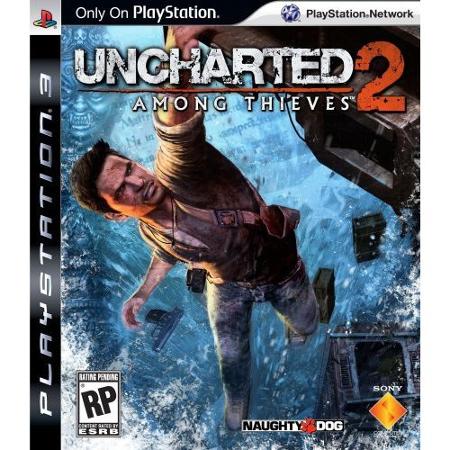 Only On PlayStation.
PlayStation Network
UNCHARTED 2
AMONG THIEVES™
PLAYSTATION 3
RATING PENDING
RP
CONTENT RATED BY
ESRB
NAUGHTY DOG
SONY